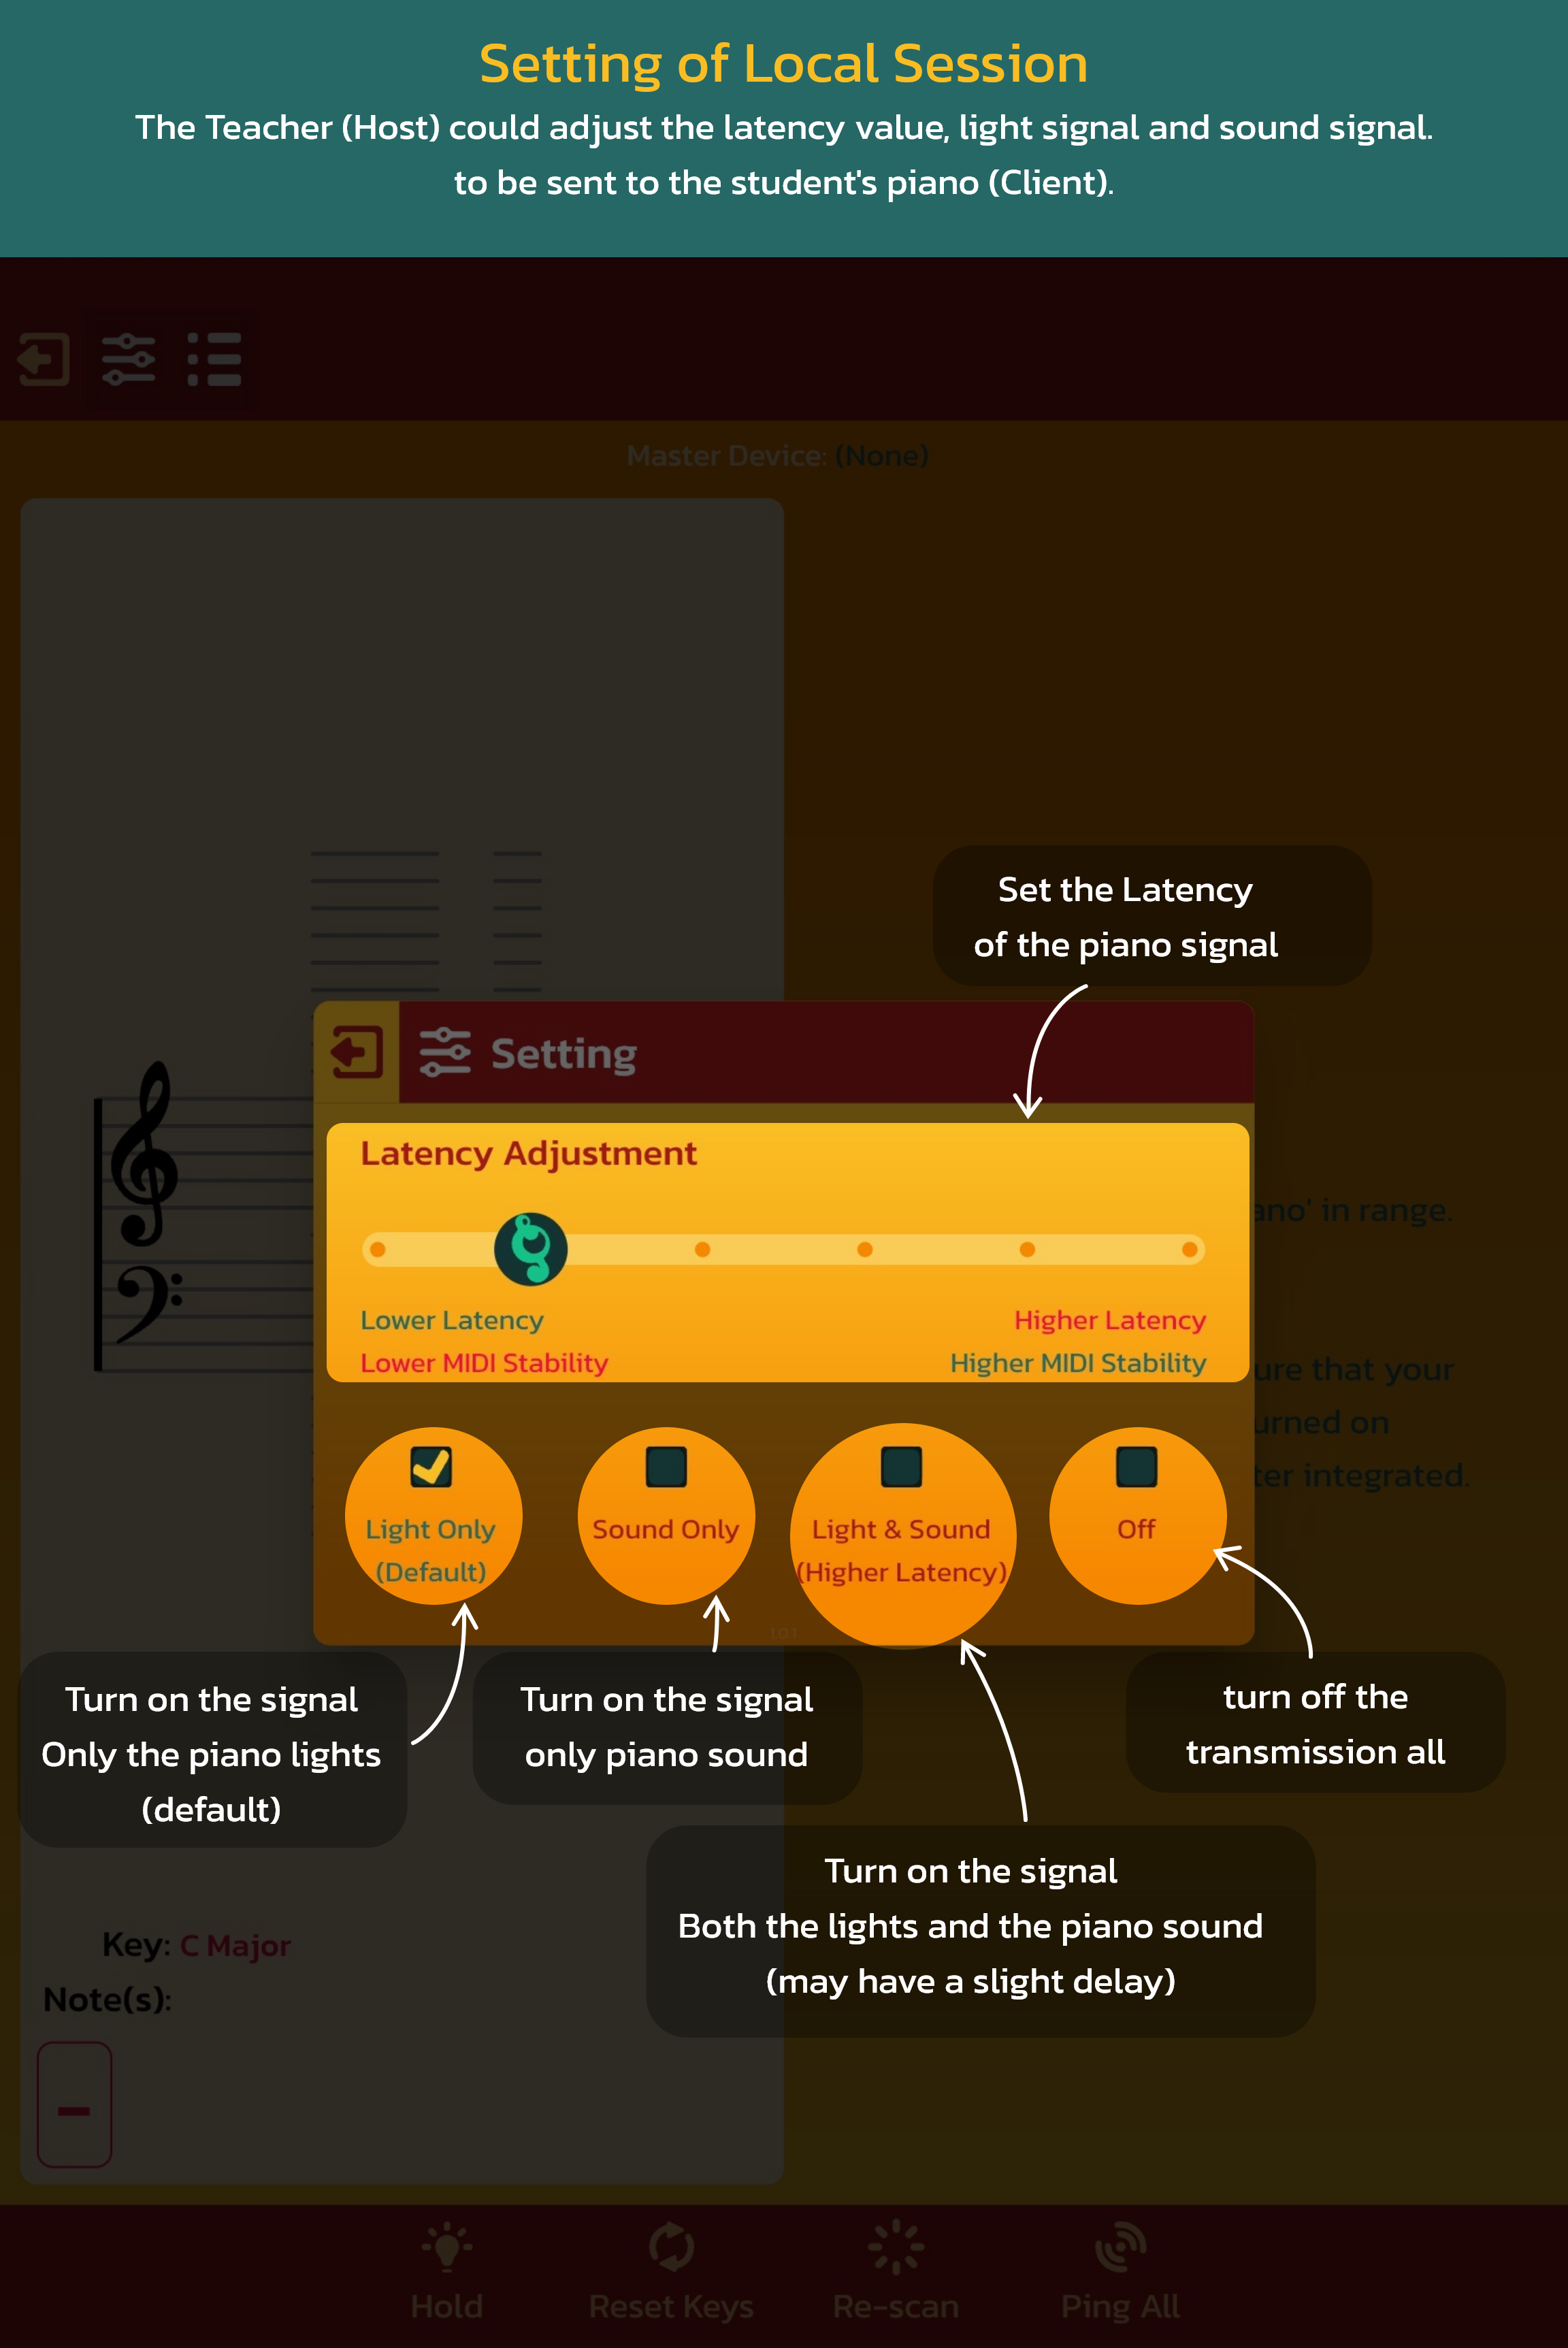 Setting of Local Session
The Teacher (Host) could adjust the latency value, light signal and sound signal.
to be sent to the student's piano (Client).
Master Device: (None)
Set the Latency
of the piano signal
Setting
Latency Adjustment
ano' in range.
Lower Latency
Higher Latency
Lower MIDI Stability
Higher MIDI Stability
ure that your
urned on
ter integrated.
Light Only
(Default)
Sound Only
Light & Sound
(Higher Latency)
Off
1.0.1
Turn on the signal
Only the piano lights
(default)
Turn on the signal
only piano sound
turn off the
transmission all
Turn on the signal
Both the lights and the piano sound
(may have a slight delay)
Key: C Major
Note(s):
-
Hold
Reset Keys
Re-scan
Ping All